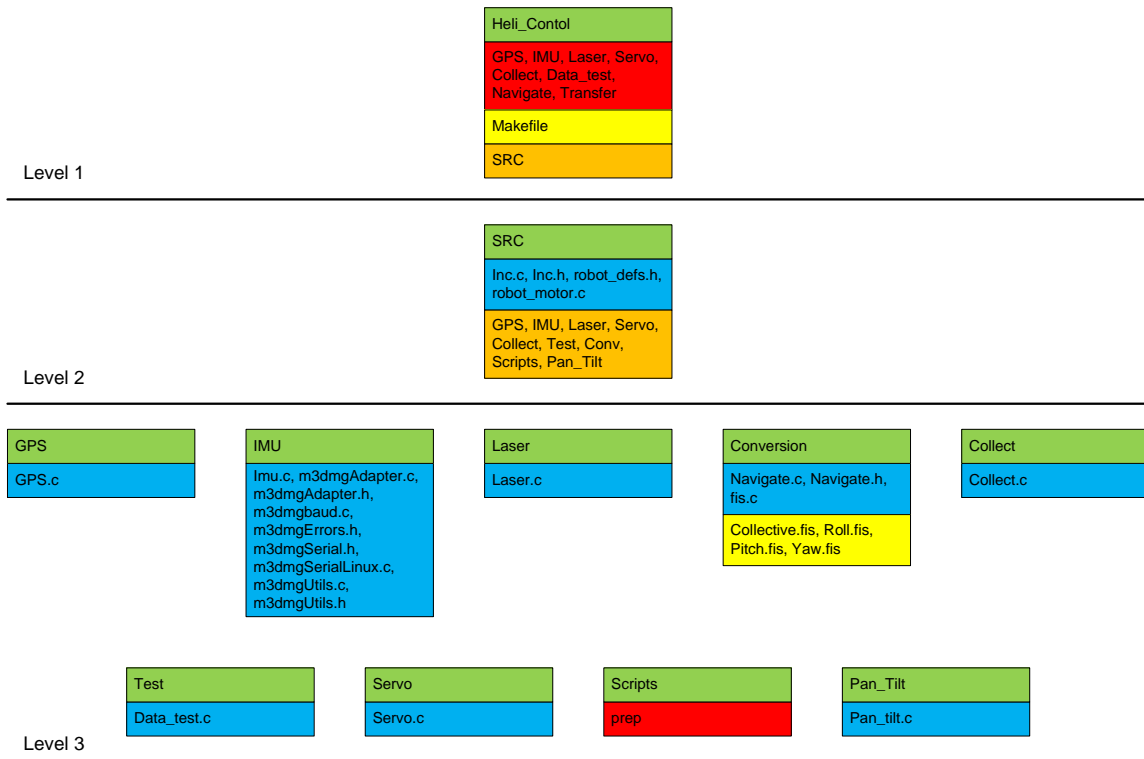 Heli_Contol
GPS, IMU, Laser, Servo,
Collect, Data_test,
Navigate, Transfer
Makefile
SRC
Level 1
SRC
Inc.c, Inc.h, robot_defs.h,
robot_motor.c
GPS, IMU, Laser, Servo,
Collect, Test, Conv,
Scripts, Pan_Tilt
Level 2
GPS
GPS.c
IMU
Imu.c, m3dmgAdapter.c,
m3dmgAdapter.h,
m3dmgbaud.c,
m3dmgErrors.h,
m3dmgSerial.h,
m3dmgSerialLinux.c,
m3dmgUtils.c,
m3dmgUtils.h
Laser
Laser.c
Conversion
Navigate.c, Navigate.h,
fis.c
Collective.fis, Roll.fis,
Pitch.fis, Yaw.fis
Collect
Collect.c
Test
Data_test.c
Servo
Servo.c
Scripts
prep
Pan_Tilt
Pan_tilt.c
Level 3